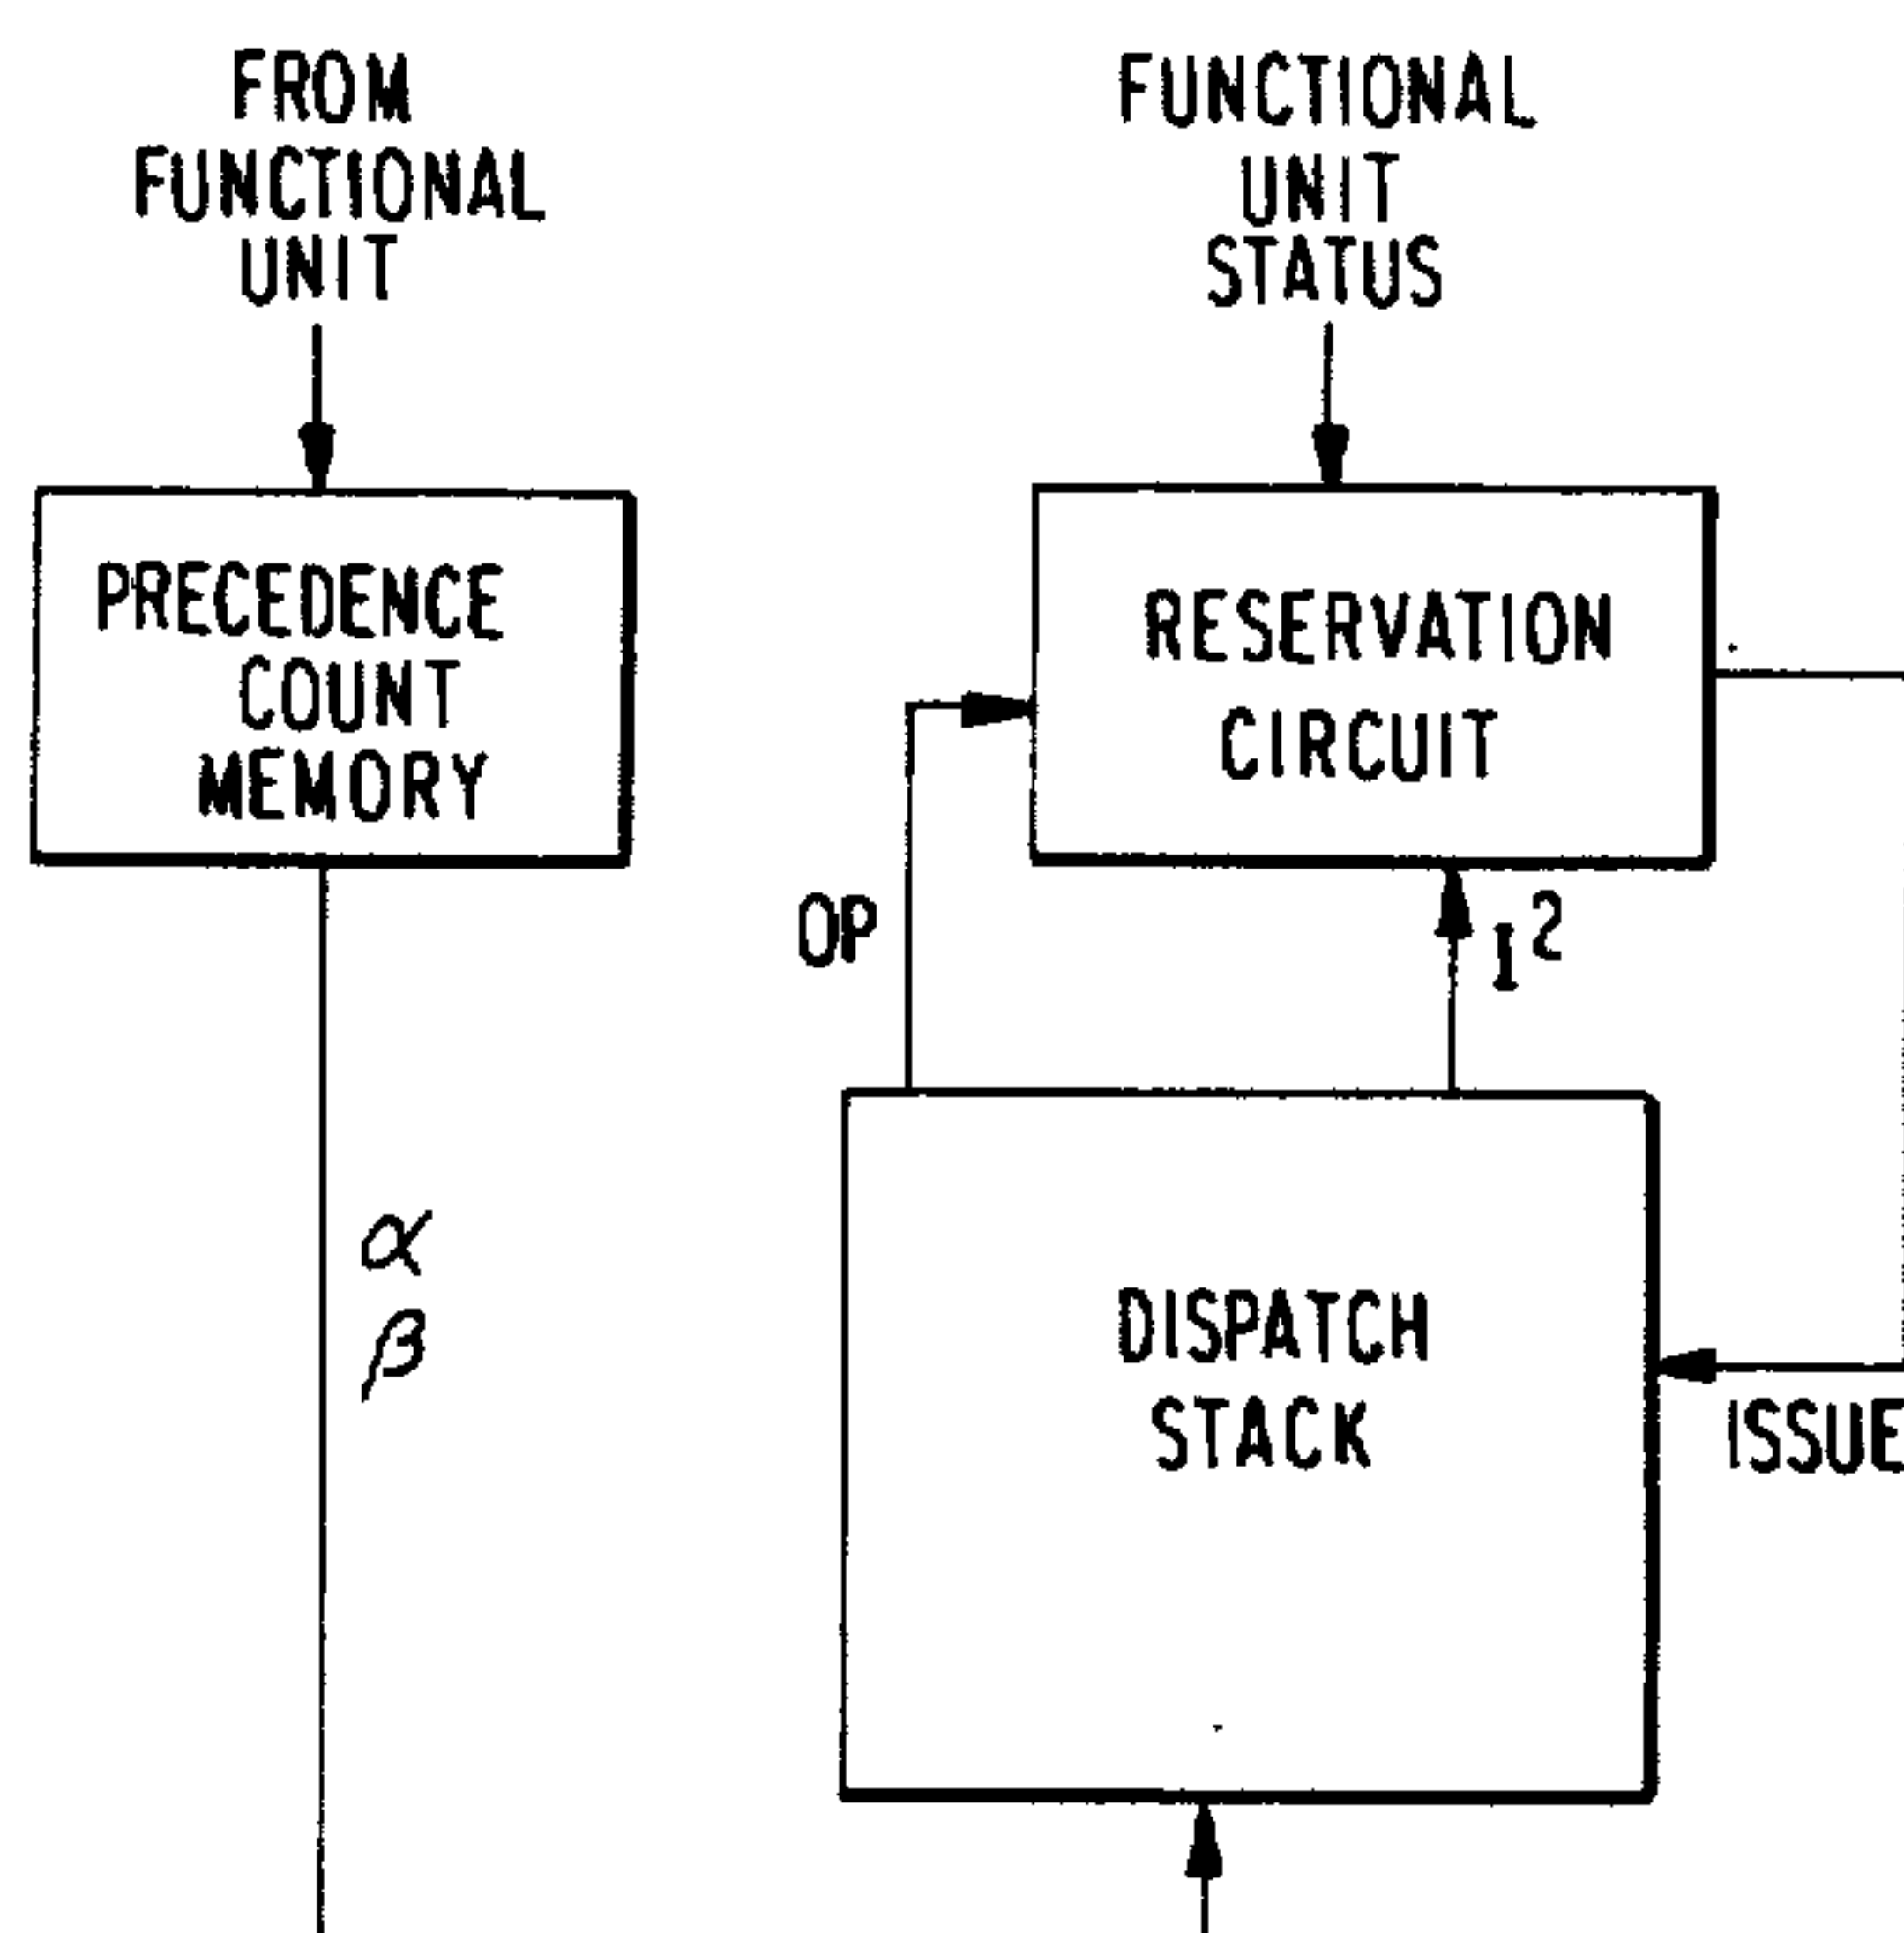 FROM
FUNCTIONAL
UNIT
FUNCTIONAL
UNIT
STATUS
PRECEDENCE
COUNT
MEMORY
RESERVATION
CIRCUIT
OP
I²
α
β
DISPATCH
STACK
ISSUE